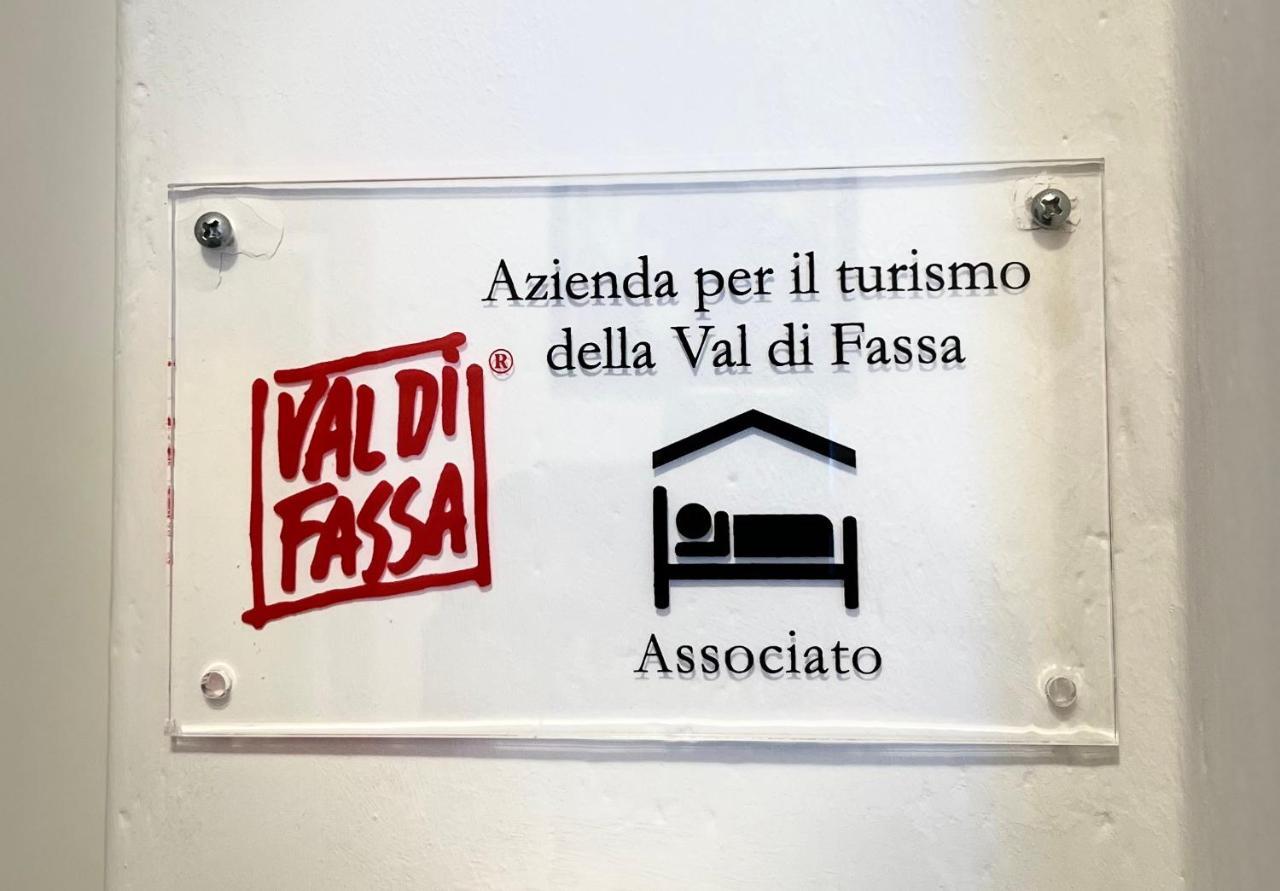 Azienda per il turismo
della Val di Fassa
VAL DI
FASSA
®
Associato